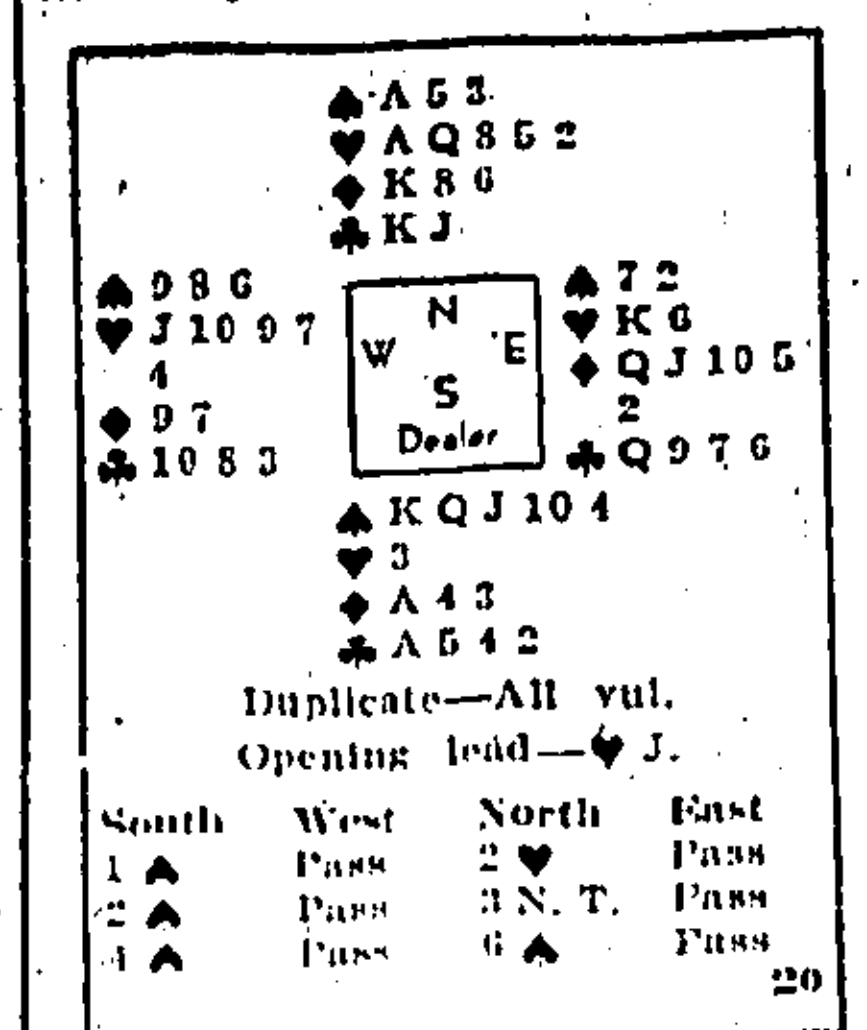 ♠ A 5 3
♥ A Q 8 5 2
♦ K 8 6
♣ K J
♠ 9 8 6
♥ J 10 9 7
4
♦ 9 7
♣ 10 8 3
N
W E
S
Dealer
♠ 7 2
♥ K 6
♦ Q J 10 5
2
♣ Q 9 7 6
♠ K Q J 10 4
♥ 3
♦ A 4 3
♣ A 5 4 2
Duplicate—All vul.
Opening lead—♥ J.
South West North East
1 ♠ Pass 2 ♥ Pass
2 ♠ Pass 3 N. T. Pass
4 ♠ Pass 6 ♠ Pass
20